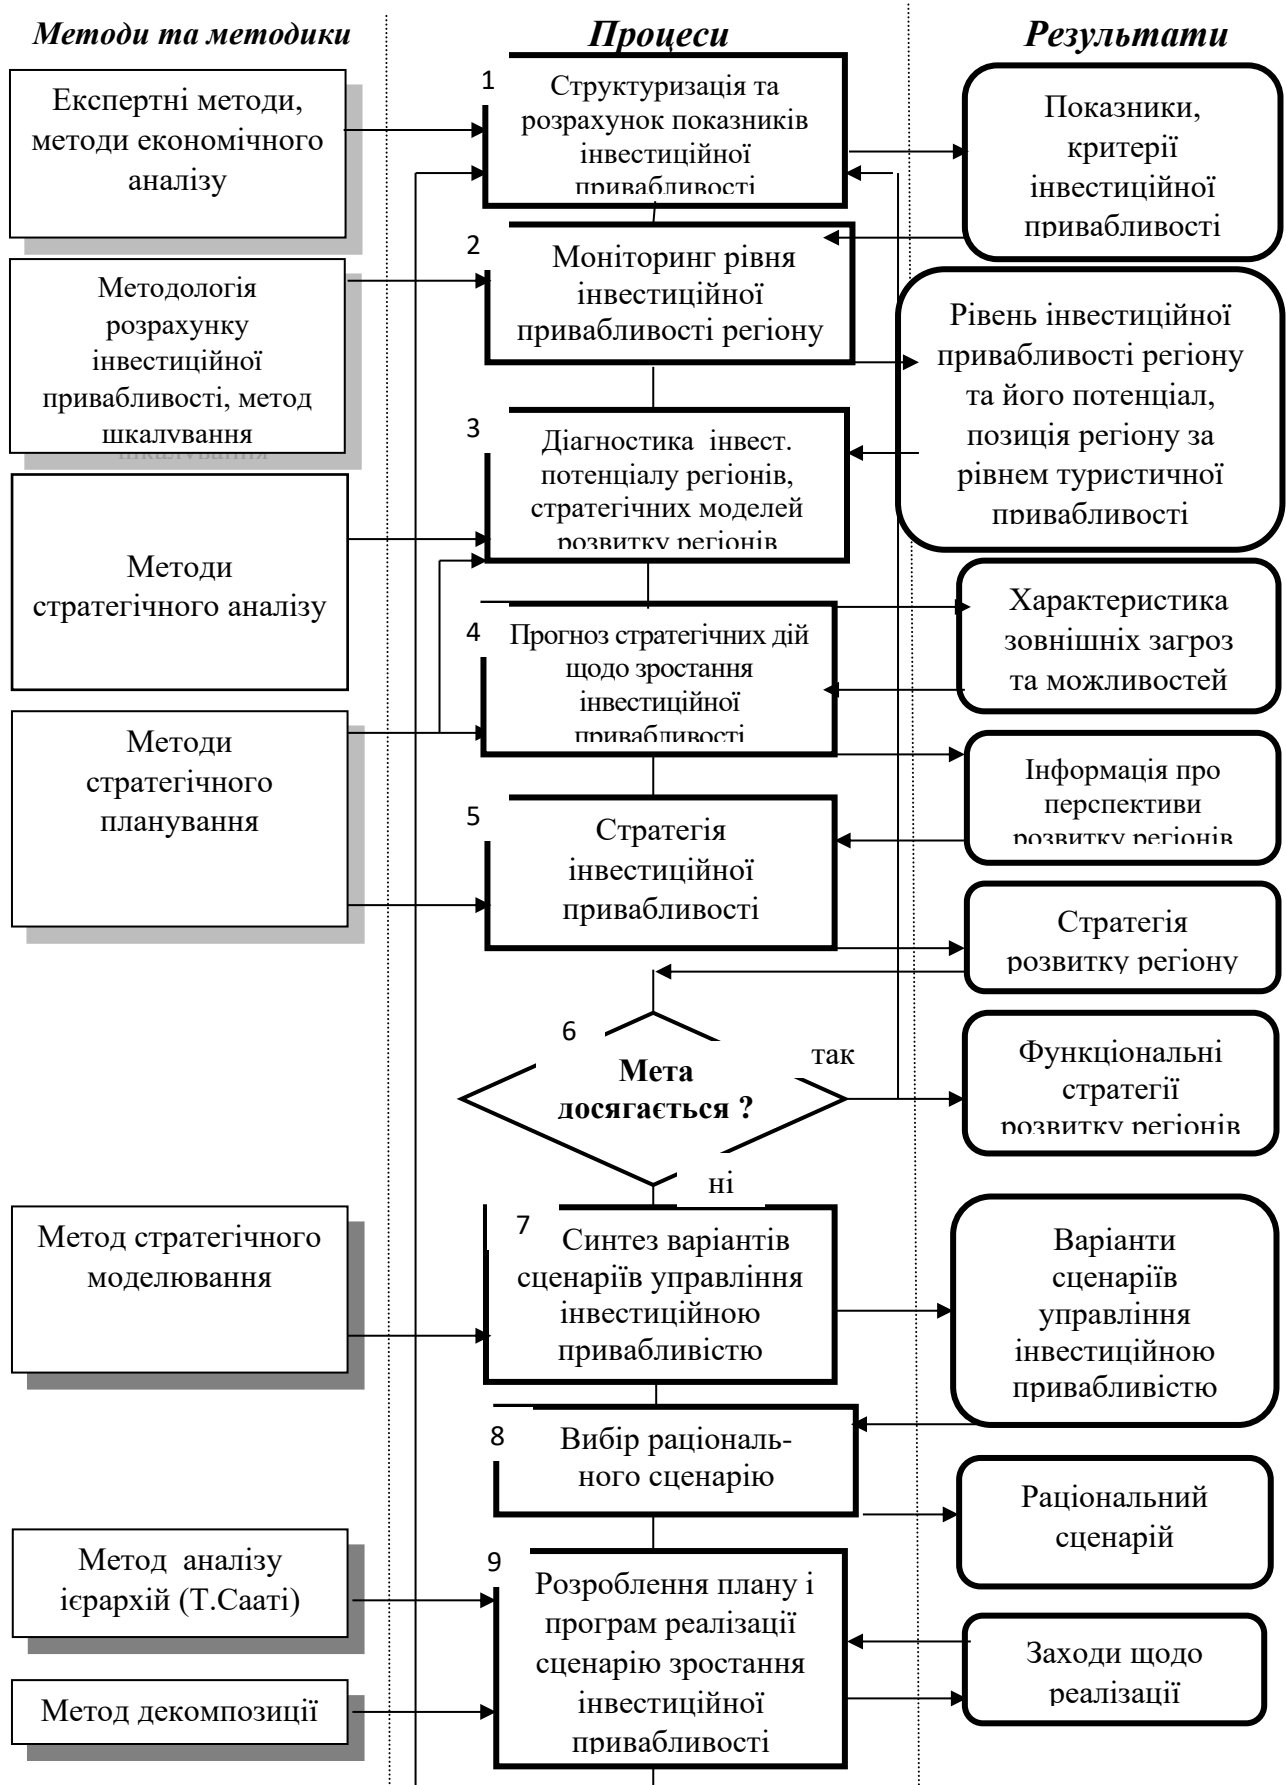 Методи та методики
Процеси
Результати
Експертні методи,
методи економічного
аналізу
1
Структуризація та
розрахунок показників
інвестиційної
привабливості
Показники,
критерії
інвестиційної
привабливості
Методологія
розрахунку
інвестиційної
привабливості, метод
шкалування
2
Моніторинг рівня
інвестиційної
привабливості регіону
Рівень інвестиційної
привабливості регіону
та його потенціал,
позиція регіону за
рівнем туристичної
привабливості
3
Діагностика інвест.
потенціалу регіонів,
стратегічних моделей
розвитку регіонів
Методи
стратегічного аналізу
4
Прогноз стратегічних дій
щодо зростання
інвестиційної
привабливості
Характеристика
зовнішніх загроз
та можливостей
Методи
стратегічного
планування
Інформація про
перспективи
розвитку регіонів
5
Стратегія
інвестиційної
привабливості
Стратегія
розвитку регіону
6
Мета
досягається ?
так
ні
Функціональні
стратегії
розвитку регіонів
Метод стратегічного
моделювання
7
Синтез варіантів
сценаріїв управління
інвестиційною
привабливістю
Варіанти
сценаріїв
управління
інвестиційною
привабливістю
8
Вибір раціональ-
ного сценарію
Раціональний
сценарій
Метод аналізу
ієрархій (Т.Сааті)
9
Розроблення плану і
програм реалізації
сценарію зростання
інвестиційної
привабливості
Заходи щодо
реалізації
Метод декомпозиції